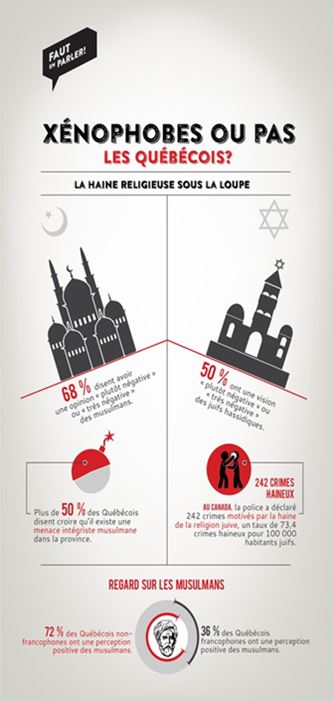 FAUT
EN PARLER!
XÉNOPHOBES OU PAS
LES QUÉBÉCOIS?
LA HAINE RELIGIEUSE SOUS LA LOUPE
68 % disent avoir
une opinion « plutôt négative »
ou « très négative »
des musulmans.
50 % ont une vision
« plutôt négative » ou
« très négative »
des juifs hassidiques.
Plus de 50 % des Québécois
disent croire qu'il existe une
menace intégriste musulmane
dans la province.
242 CRIMES
HAINEUX
AU CANADA, la police a déclaré
242 crimes motivés par la haine
de la religion juive, un taux de 73,4
crimes haineux pour 100 000
habitants juifs.
REGARD SUR LES MUSULMANS
72 % des Québécois non-
francophones ont une perception
positive des musulmans.
36 % des Québécois
francophones ont une perception
positive des musulmans.